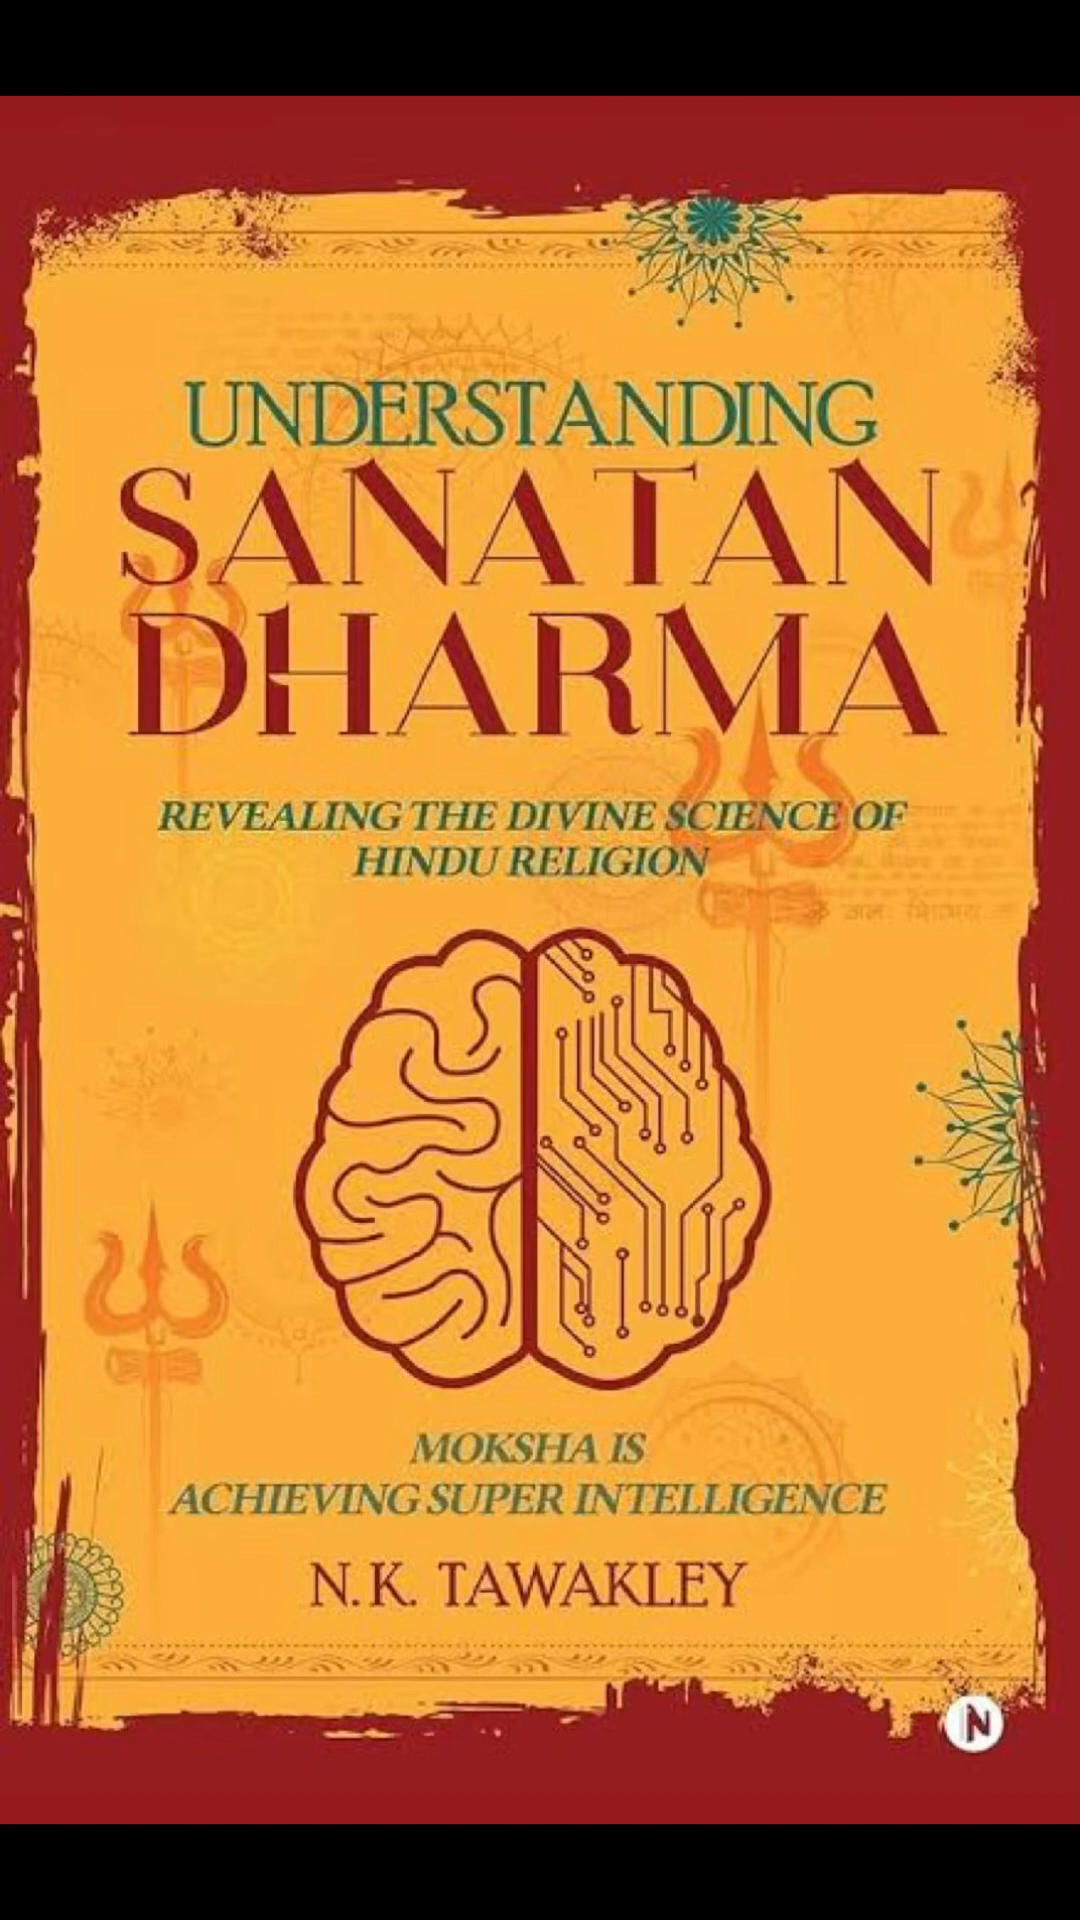 UNDERSTANDING
SANATAN
DHARMA
REVEALING THE DIVINE SCIENCE OF
HINDU RELIGION
MOKSHA IS
ACHIEVING SUPER INTELLIGENCE
N.K. TAWAKLEY
N